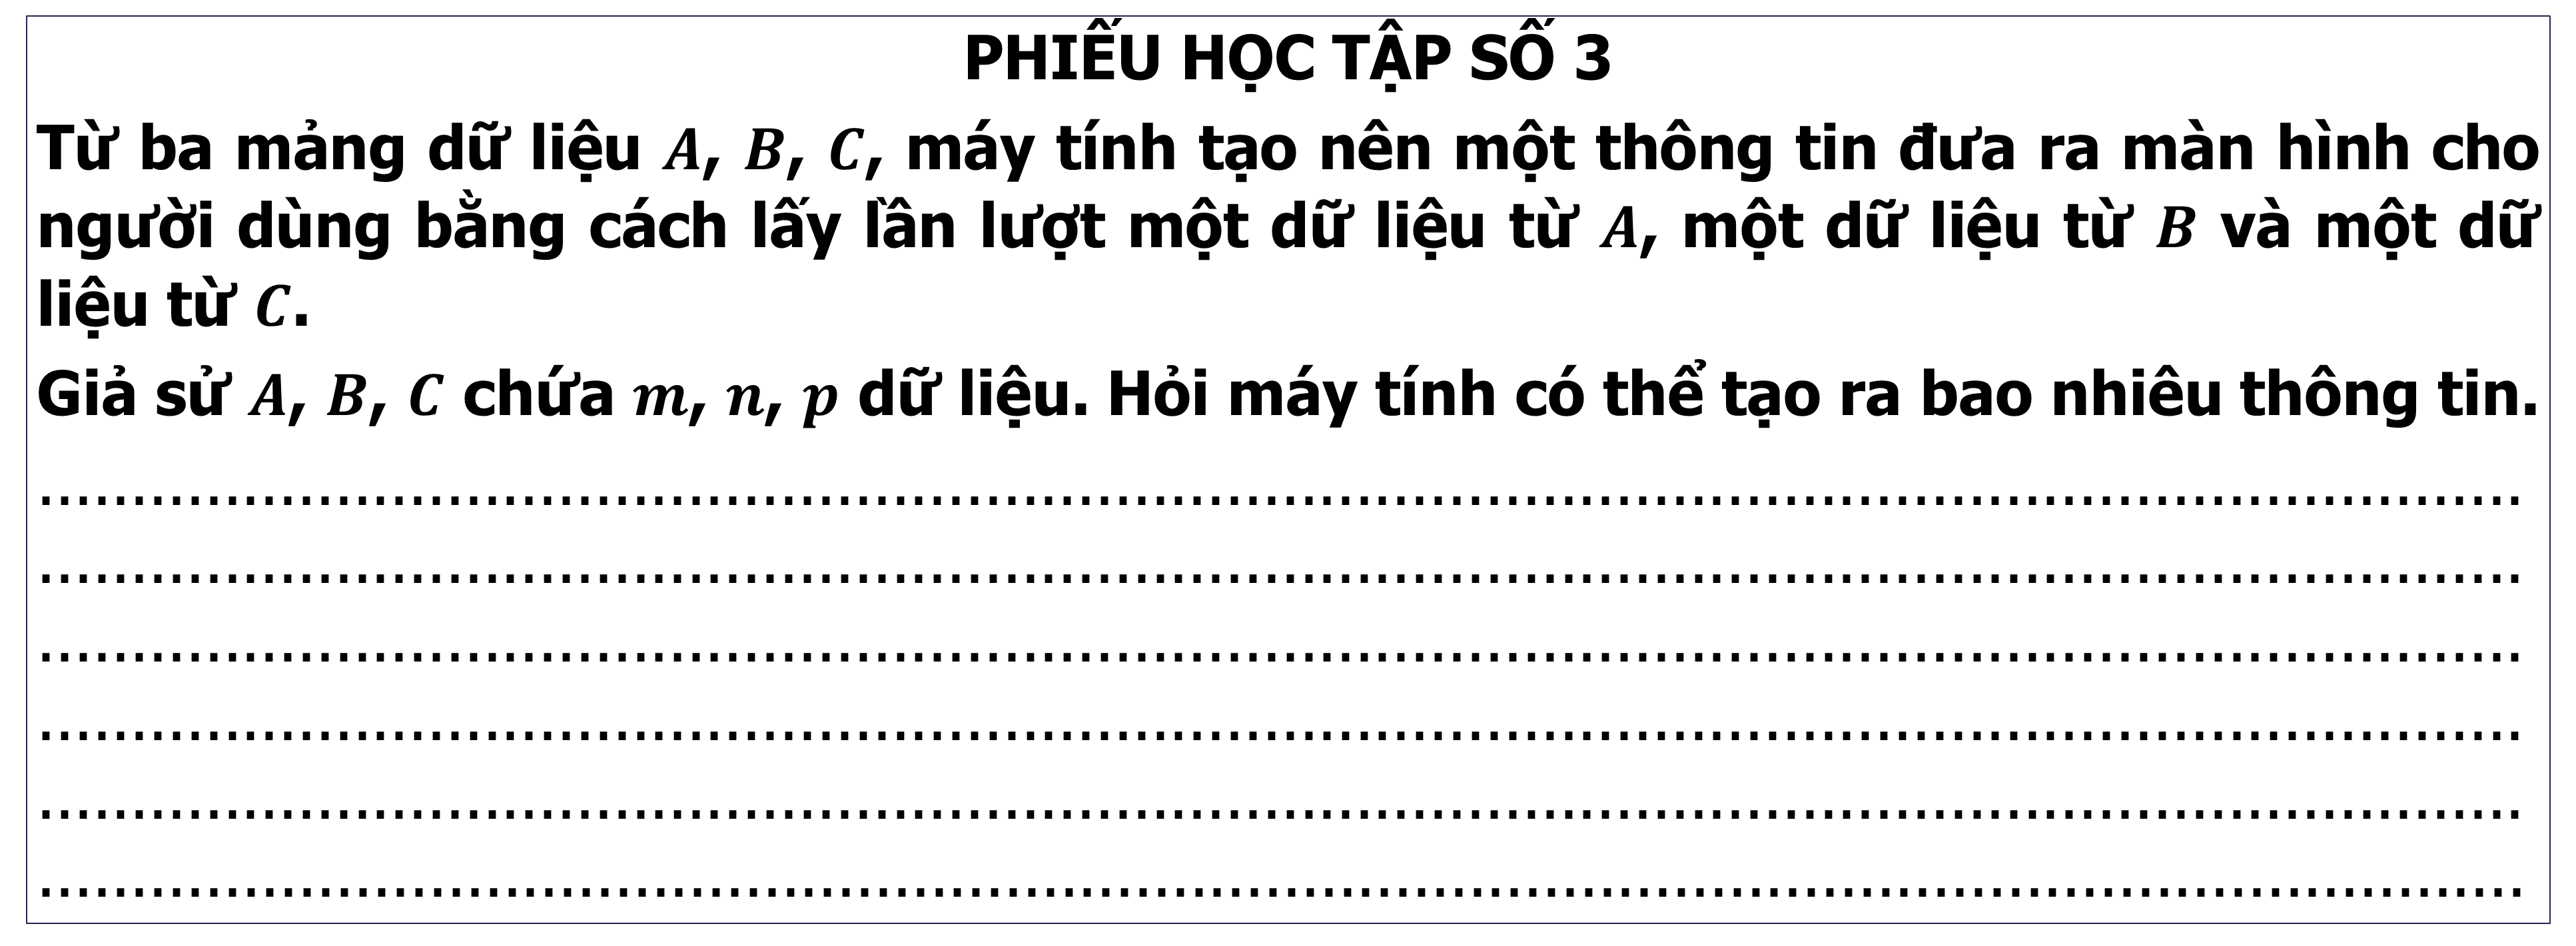 PHIẾU HỌC TẬP SỐ 3
Từ ba mảng dữ liệu A, B, C, máy tính tạo nên một thông tin đưa ra màn hình cho
người dùng bằng cách lấy lần lượt một dữ liệu từ A, một dữ liệu từ B và một dữ
liệu từ C.
Giả sử A, B, C chứa m, n, p dữ liệu. Hỏi máy tính có thể tạo ra bao nhiêu thông tin.